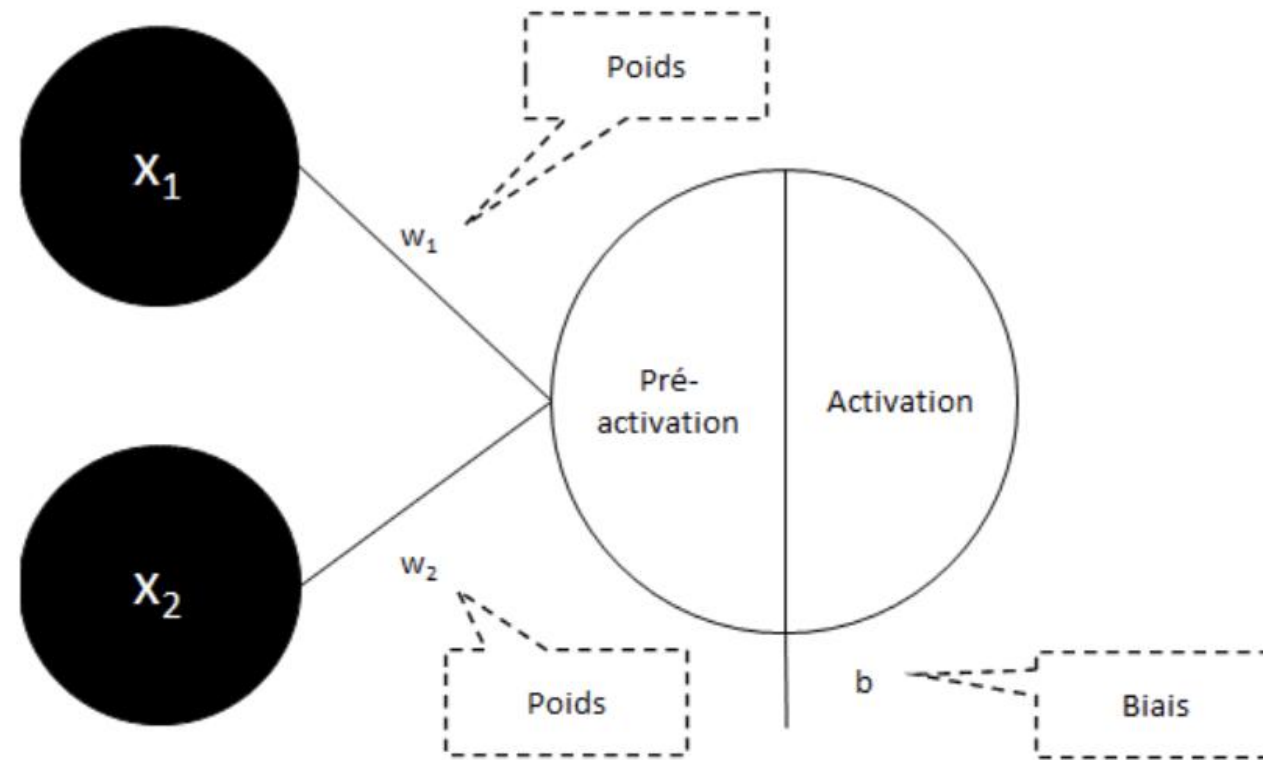 Poids
X₁
w₁
Pré-
activation
Activation
w₂
X₂
b
Poids
Biais